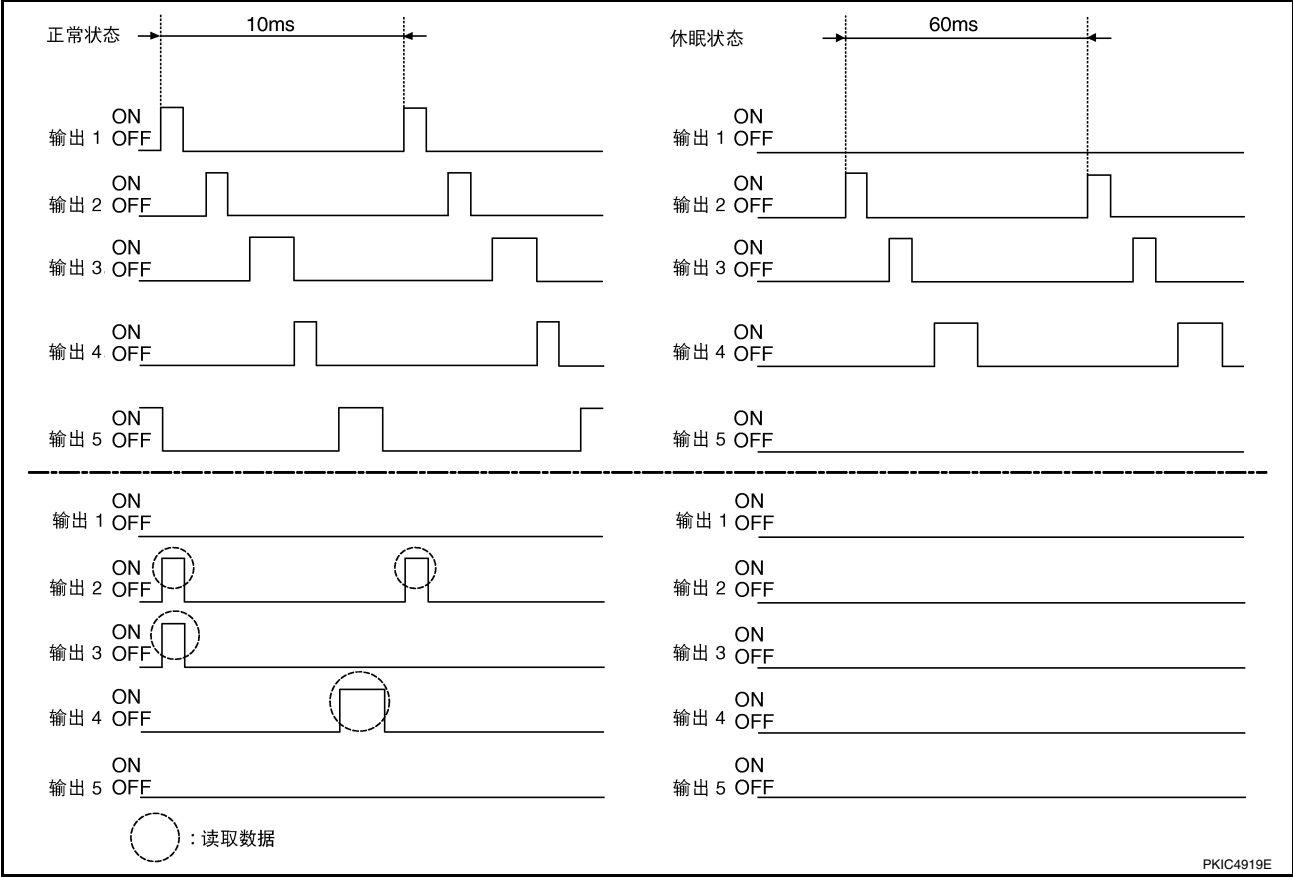 正常状态
10ms
输出 1 ON
OFF
输出 2 ON
OFF
输出 3 ON
OFF
输出 4 ON
OFF
输出 5 ON
OFF
休眠状态
60ms
输出 1 ON
OFF
输出 2 ON
OFF
输出 3 ON
OFF
输出 4 ON
OFF
输出 5 ON
OFF
输出 1 ON
OFF
输出 2 ON
OFF
输出 3 ON
OFF
输出 4 ON
OFF
输出 5 ON
OFF
输出 1 ON
OFF
输出 2 ON
OFF
输出 3 ON
OFF
输出 4 ON
OFF
输出 5 ON
OFF
：读取数据
PKIC4919E